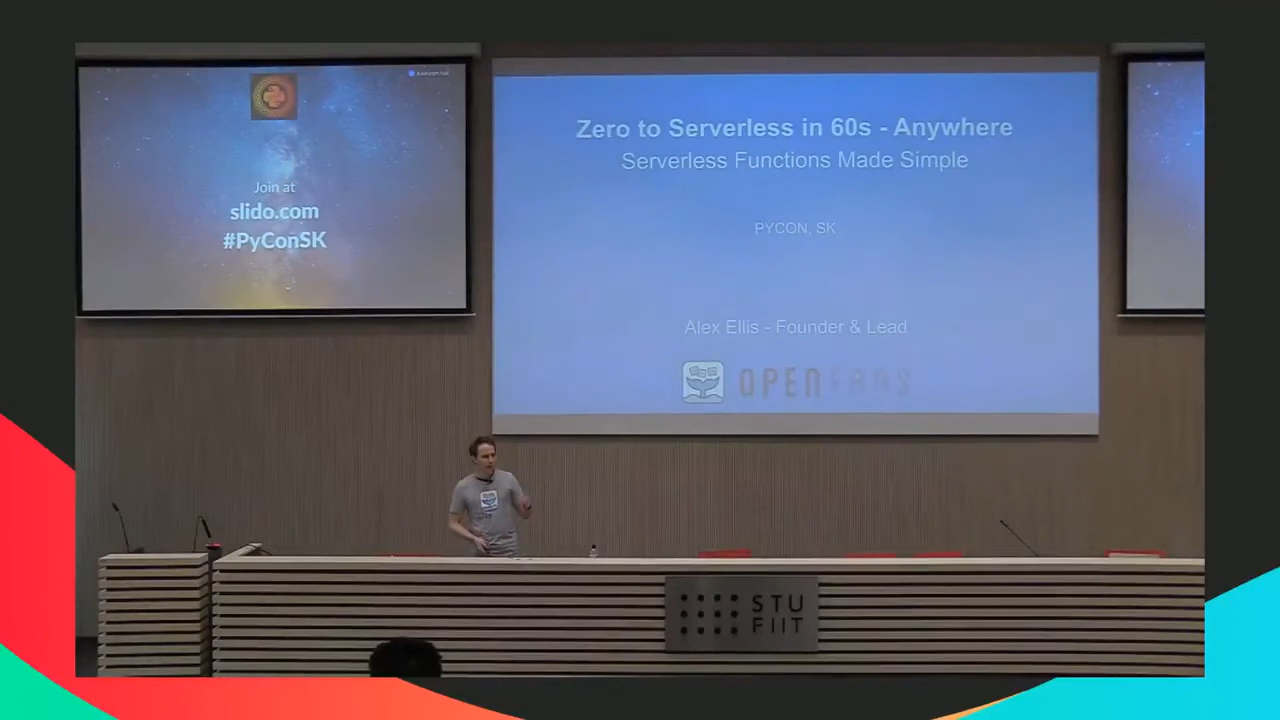 Join at
slido.com
#PyConSK
Zero to Serverless in 60s - Anywhere
Serverless Functions Made Simple
PYCON, SK
Alex Ellis - Founder & Lead
OPENFAAS
STU
FIIT